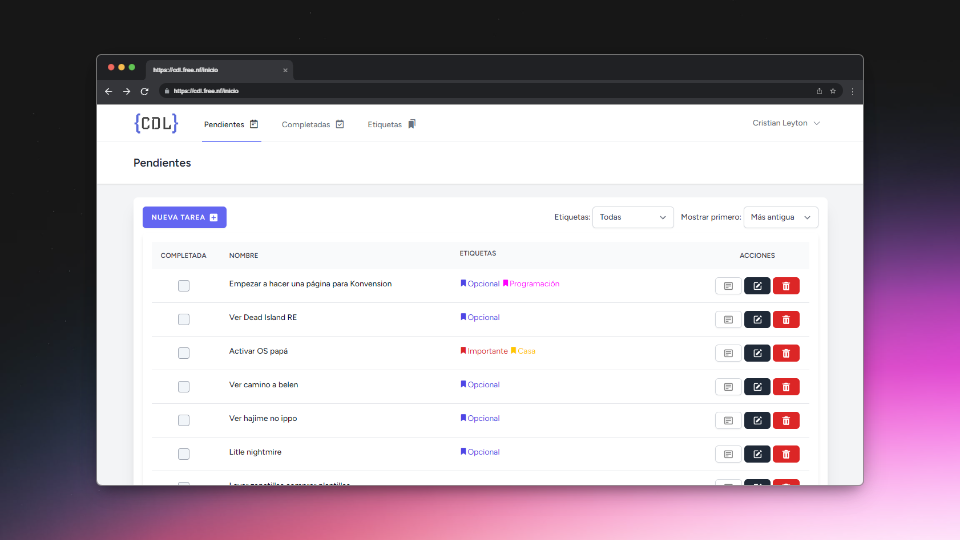 https://cdl.free.nf/inicio
https://cdl.free.nf/inicio
{CDL} Pendientes Completadas Etiquetas Cristian Leyton
Pendientes
NUEVA TAREA Etiquetas: Todas Mostrar primero: Más antigua
COMPLETADA NOMBRE ETIQUETAS ACCIONES
Empezar a hacer una página para Konvension Opcional Programación
Ver Dead Island RE Opcional
Activar OS papá Importante Casa
Ver camino a belen Opcional
Ver hajime no ippo Opcional
Litle nightmire Opcional